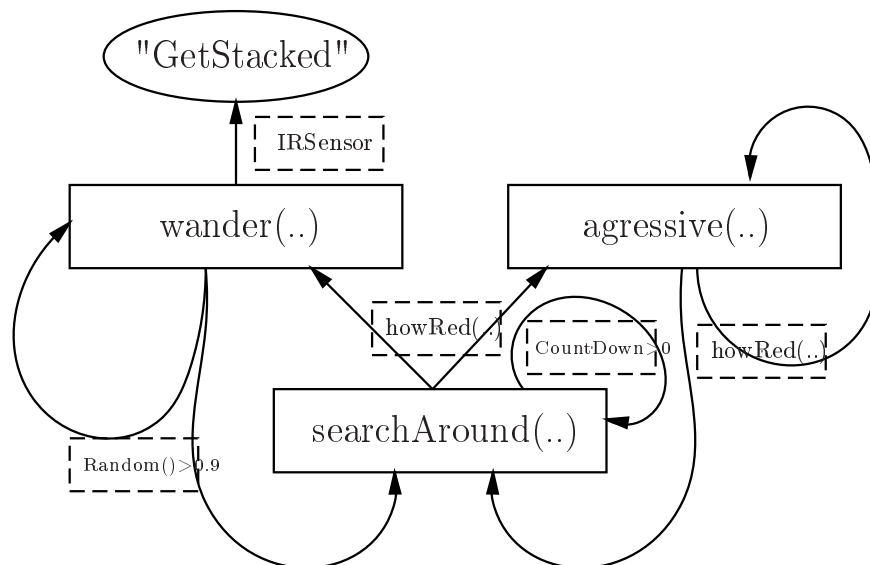 "GetStacked"
IRSensor
wander(..)
agressive(..)
howRed(..)
CountDown>0
howRed(..)
searchAround(..)
Random()>0.9